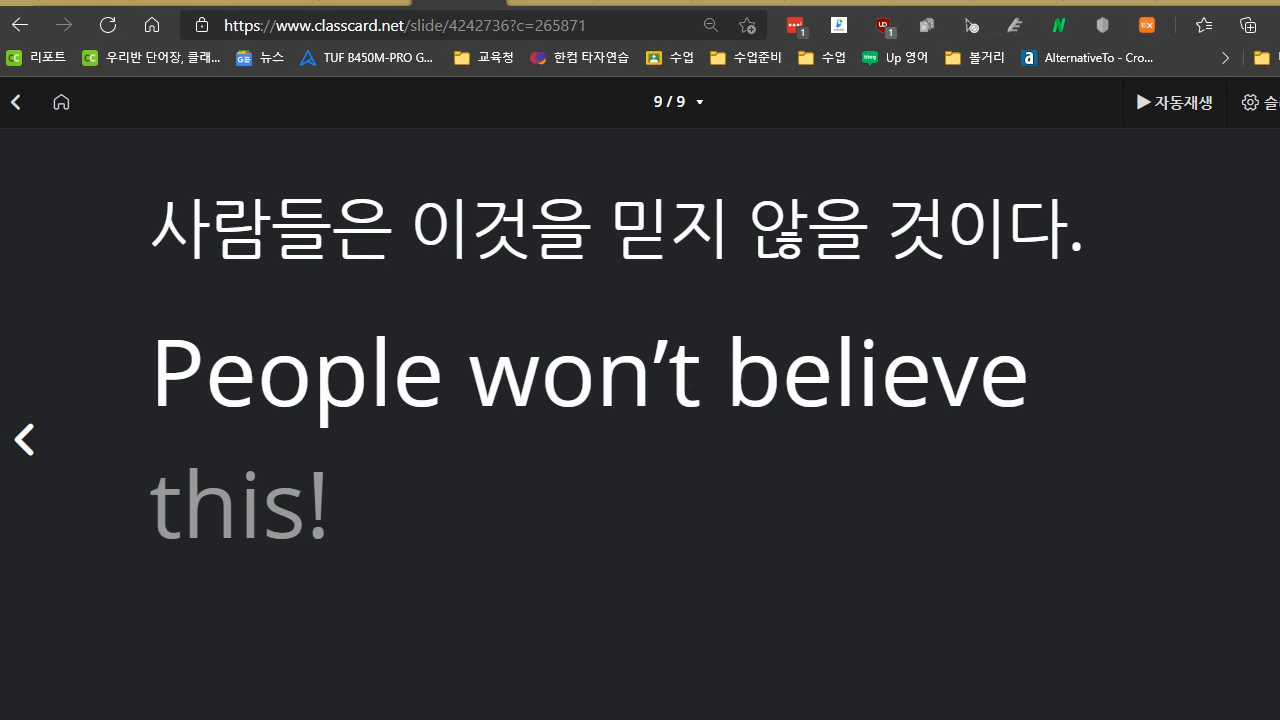 https://www.classcard.net/slide/4242736?c=265871
1
1
리포트 우리반 단어장, 클래... 뉴스 TUF B450M-PRO G... 교육청 한컴 타자연습 수업 수업준비 수업 Up 영어 볼거리 AlternativeTo - Cro...
9 / 9 자동재생
사람들은 이것을 믿지 않을 것이다.
People won’t believe
this!